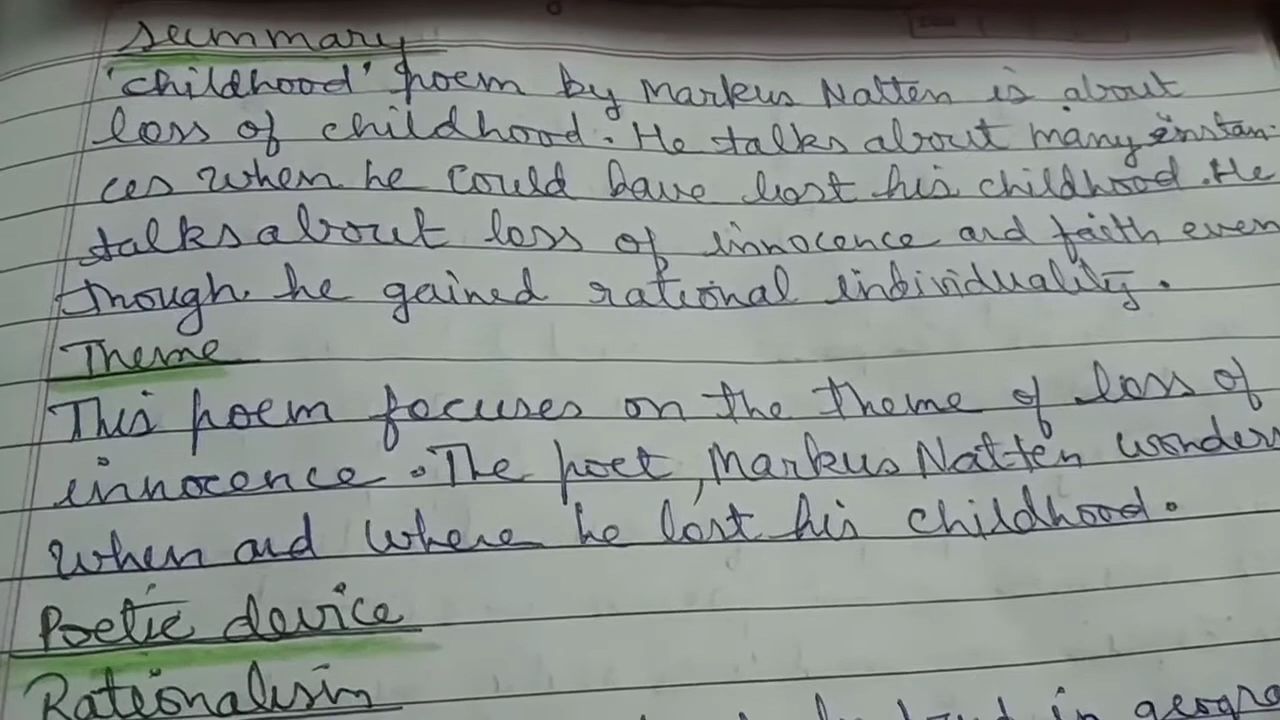 Summary
'childhood' poem by Markus Natten is about
loss of childhood. He talks about many instan-
ces when he could have lost his childhood. He
talks about loss of innocence and faith even
though he gained rational individuality.
Theme
This poem focuses on the theme of loss of
innocence. The poet, Markus Natten wonders
when and where he lost his childhood.
Poetic device
Rationalism
in geogra